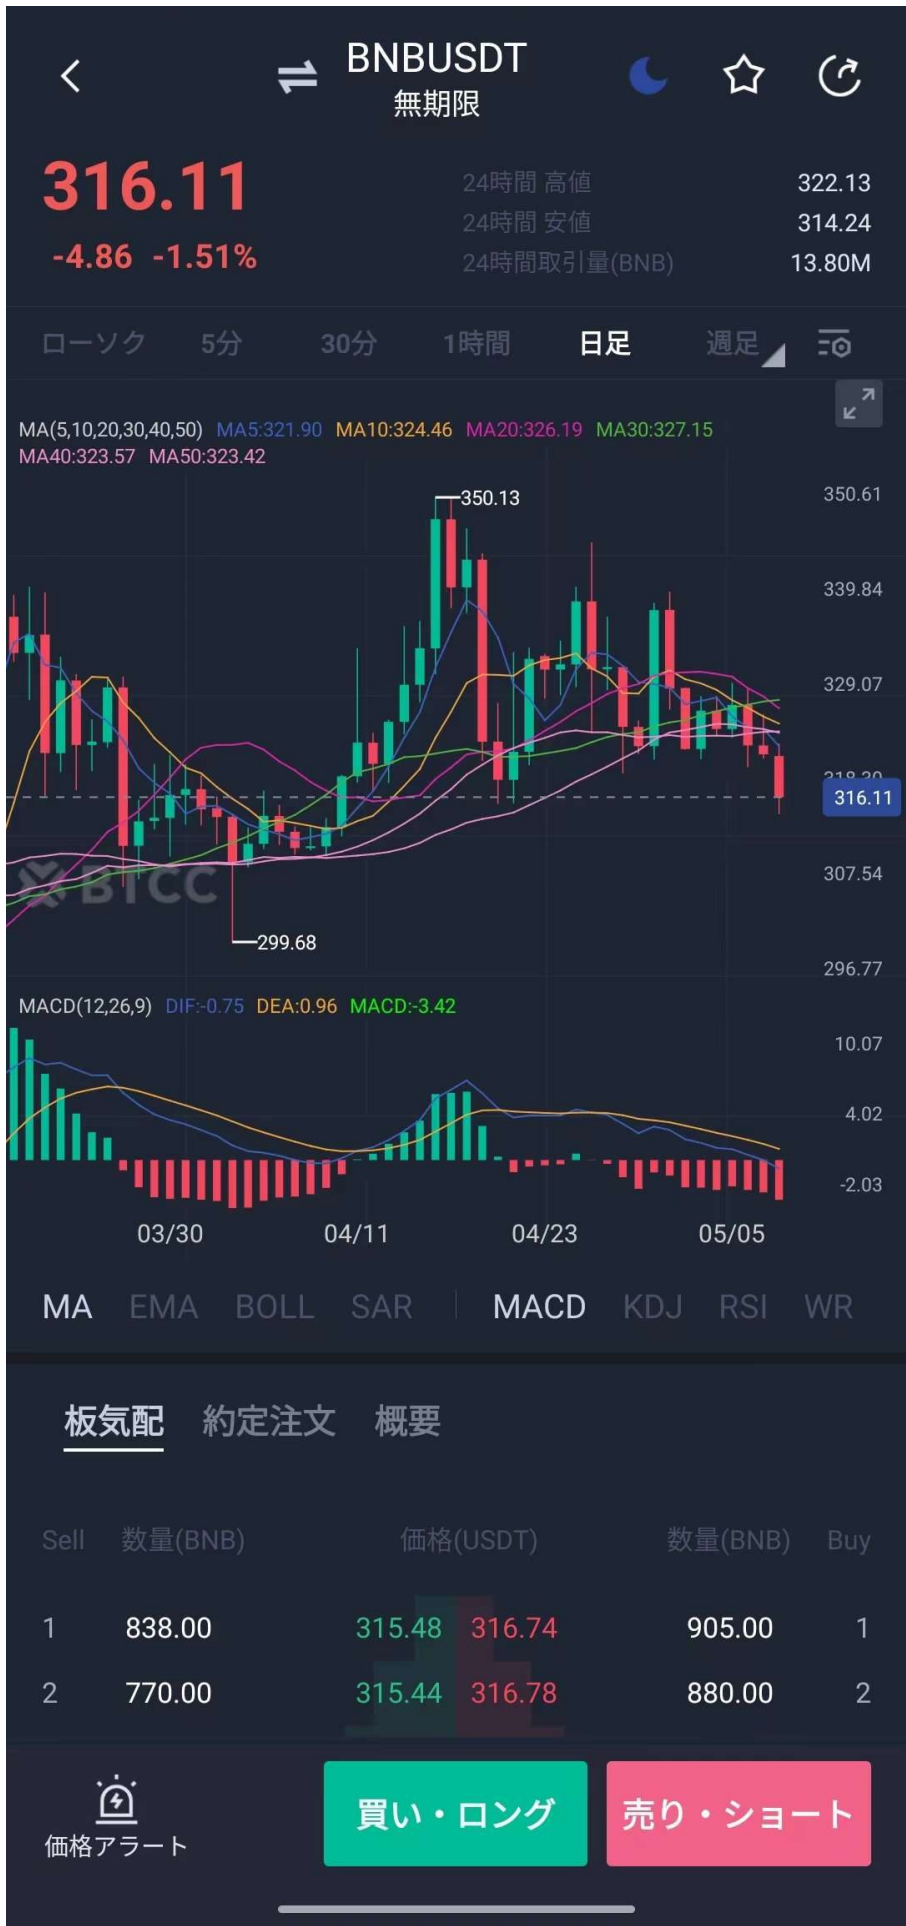 BNBUSDT
無期限
316.11
-4.86 -1.51%
24時間 高値 322.13
24時間 安値 314.24
24時間取引量(BNB) 13.80M
ローソク 5分 30分 1時間 日足 週足
MA(5,10,20,30,40,50) MA5:321.90 MA10:324.46 MA20:326.19 MA30:327.15
MA40:323.57 MA50:323.42
350.61
350.13
339.84
329.07
318.30
316.11
307.54
BTCC
299.68
296.77
MACD(12,26,9) DIF:-0.75 DEA:0.96 MACD:-3.42
10.07
4.02
-2.03
03/30 04/11 04/23 05/05
MA EMA BOLL SAR MACD KDJ RSI WR
板気配 約定注文 概要
Sell 数量(BNB) 価格(USDT) 数量(BNB) Buy
1 838.00 315.48 316.74 905.00 1
2 770.00 315.44 316.78 880.00 2
価格アラート
買い・ロング
売り・ショート